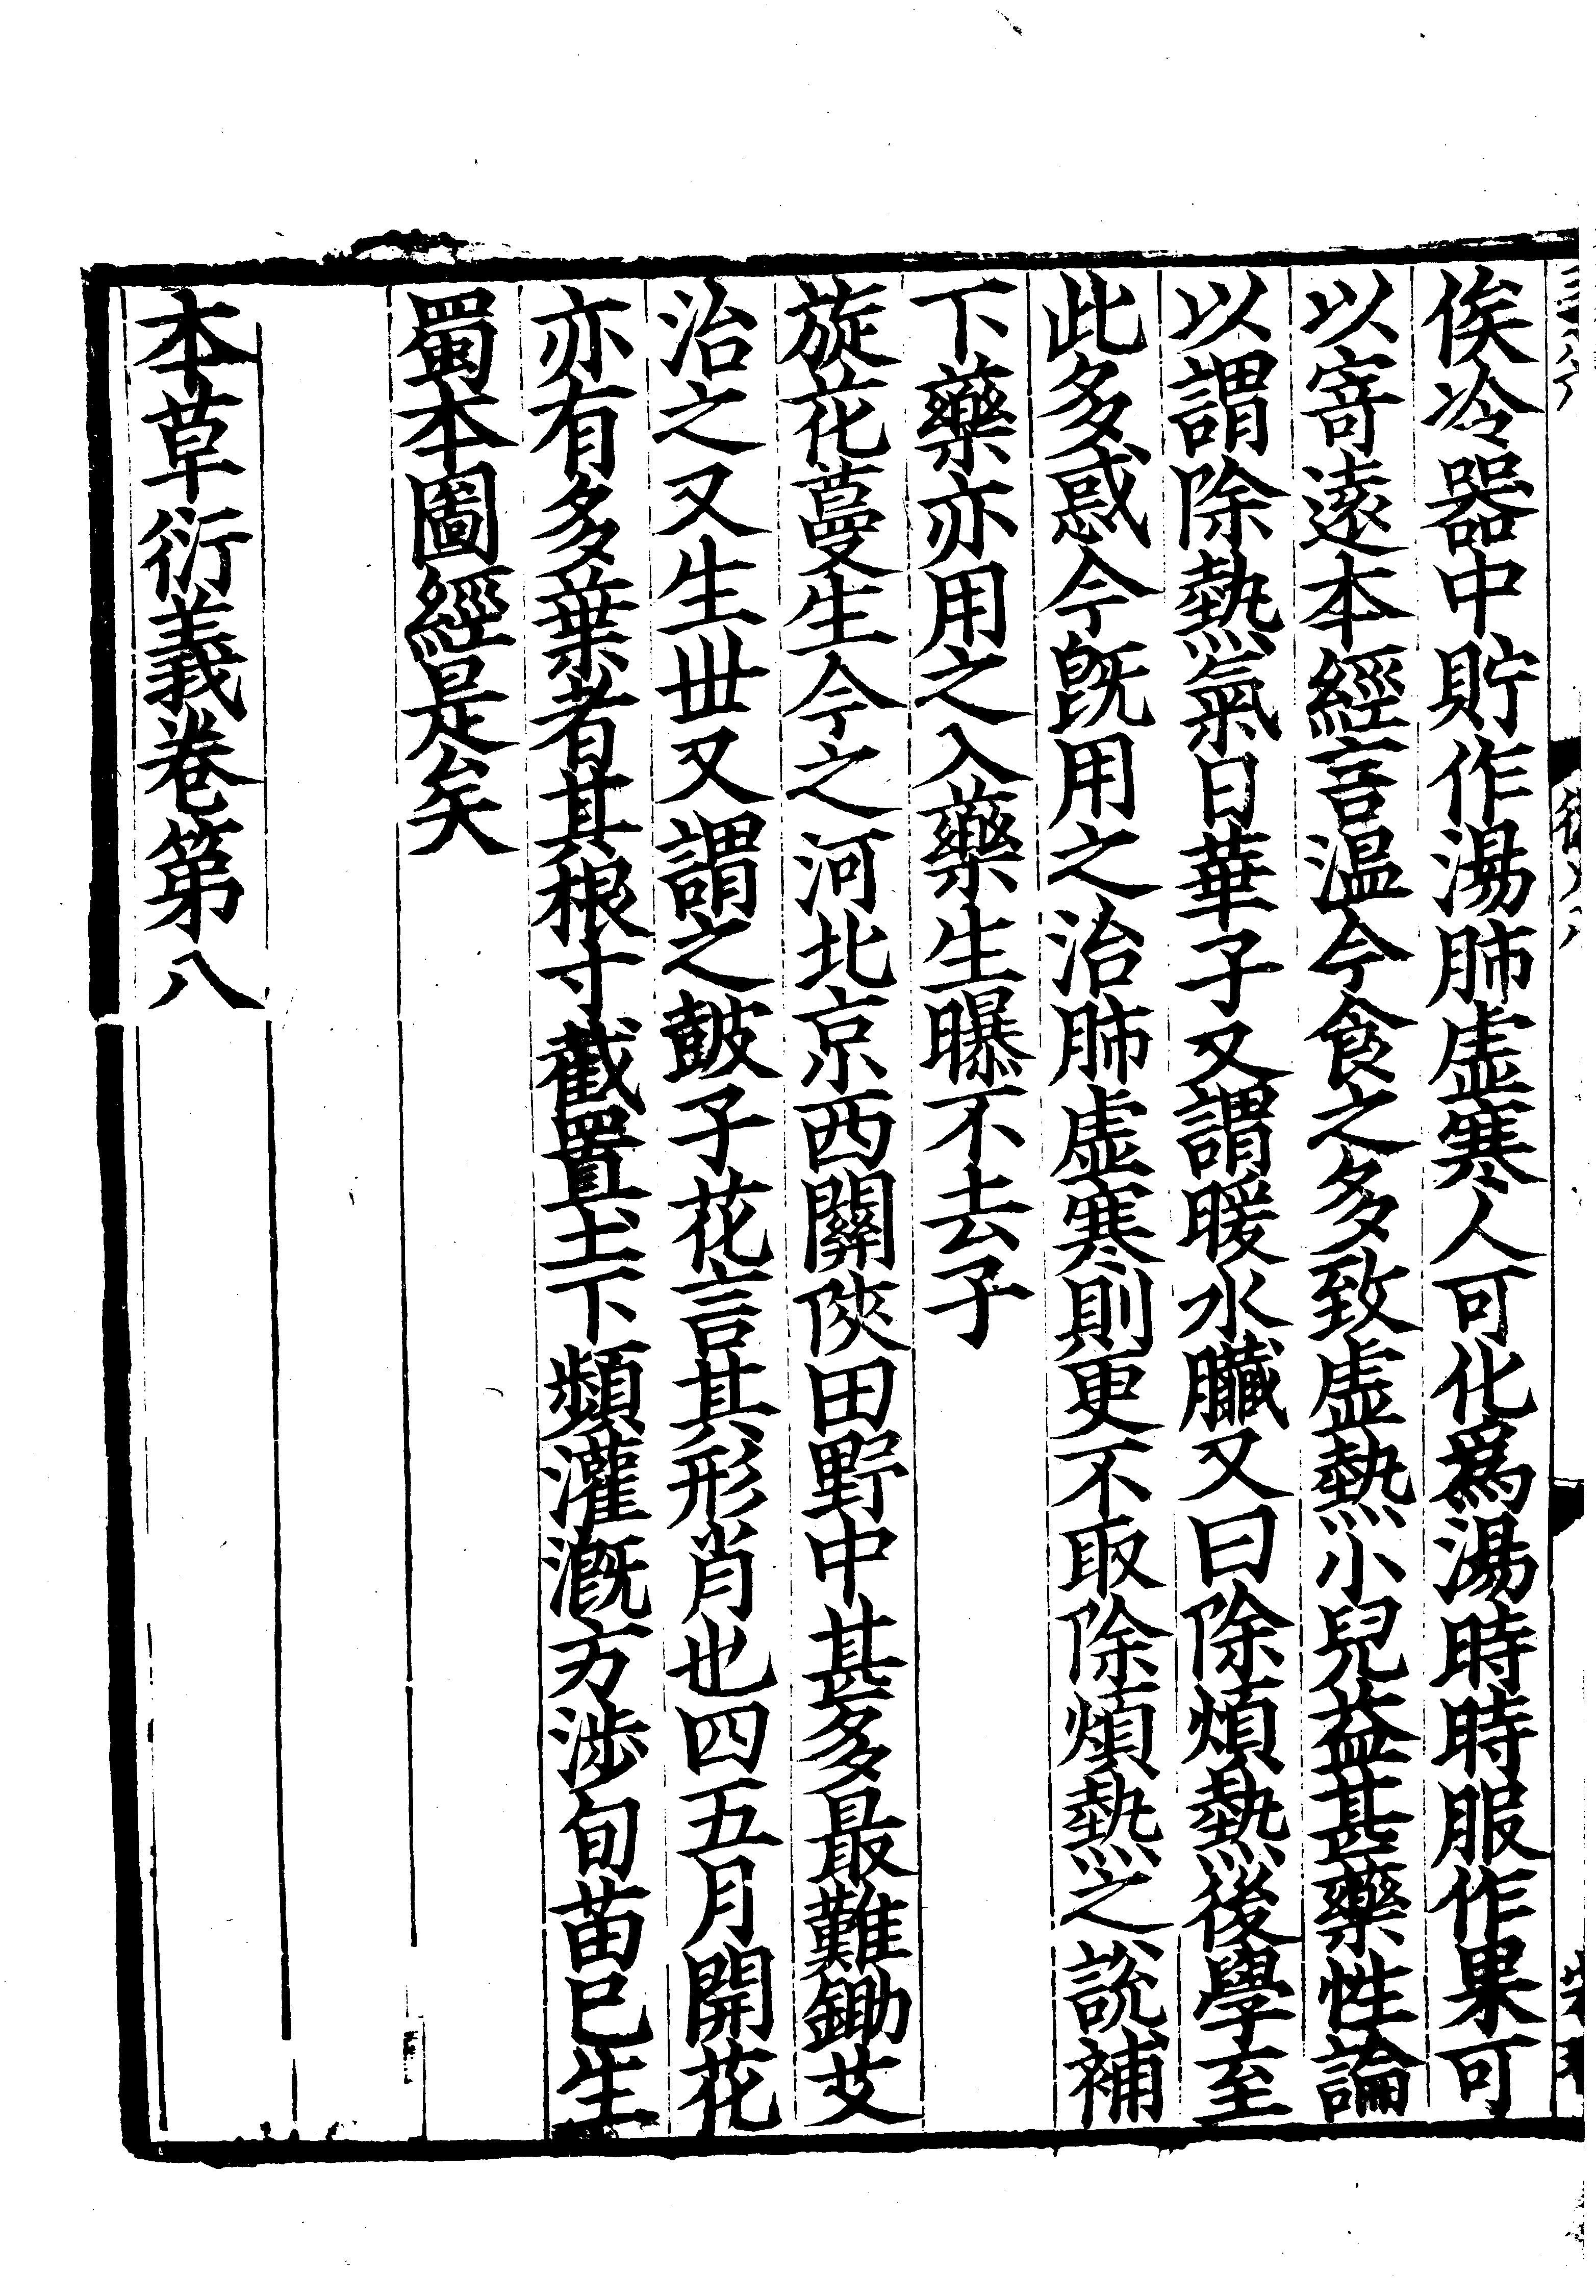 俟冷器中貯作湯肺虛寒人可化爲湯時時服作果可
以寄遠本經言溫今食之多致虛熱小兒益甚藥性論
以謂除熱氣日華子又謂暖水臟又曰除煩熱後學至
此多惑今旣用之治肺虛寒則更不取除煩熱之說補
下藥亦用之入藥生曝不去子
旋花蔓生今之河北京西關陝田野中甚多最難鋤艾
治之又生丗又謂之皷子花言其形肖也四五月開花
亦有多葉者其根寸截置土下頻灌漑方涉旬苗已生
蜀本圖經是矣
本草衍義卷第八